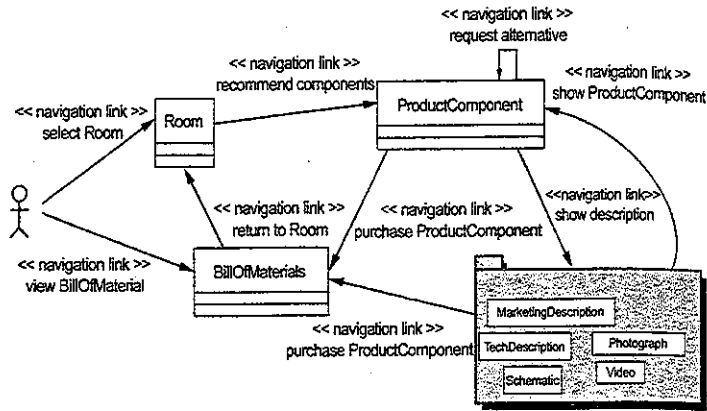 << navigation link >>
request alternative
<< navigation link >>
recommend components
<< navigation link >>
show ProductComponent
<< navigation link >>
select Room
Room
ProductComponent
<< navigation link >>
return to Room
<< navigation link >>
purchase ProductComponent
<<navigation link>>
show description
<< navigation link >>
view BillOfMaterial
BillOfMaterials
<< navigation link >>
purchase ProductComponent
MarketingDescription
TechDescription
Photograph
Schematic
Video